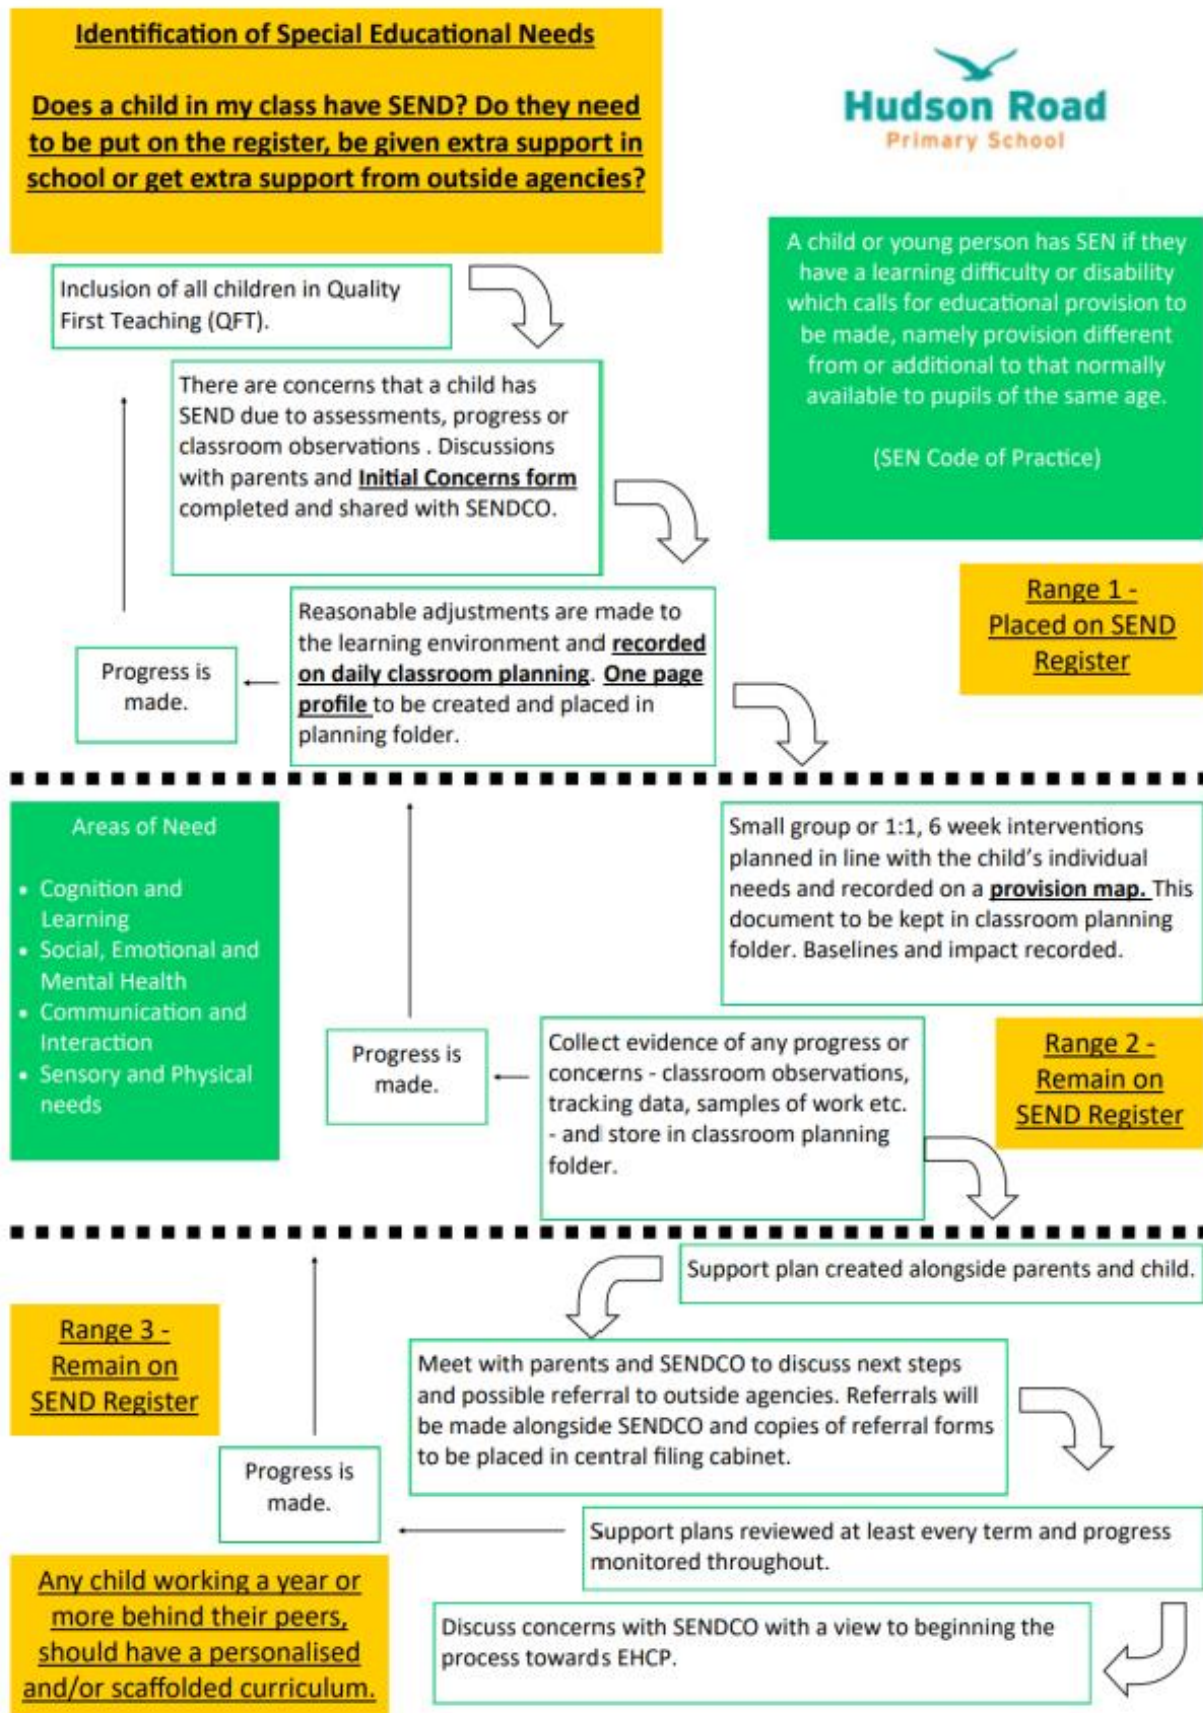 Identification of Special Educational Needs
Does a child in my class have SEND? Do they need
to be put on the register, be given extra support in
school or get extra support from outside agencies?
Hudson Road
Primary School
A child or young person has SEN if they
have a learning difficulty or disability
which calls for educational provision to
be made, namely provision different
from or additional to that normally
available to pupils of the same age.
(SEN Code of Practice)
Inclusion of all children in Quality
First Teaching (QFT).
There are concerns that a child has
SEND due to assessments, progress or
classroom observations . Discussions
with parents and Initial Concerns form
completed and shared with SENDCO.
Range 1 -
Placed on SEND
Register
Reasonable adjustments are made to
the learning environment and recorded
on daily classroom planning. One page
profile to be created and placed in
planning folder.
Progress is
made.
Areas of Need
• Cognition and
Learning
• Social, Emotional and
Mental Health
• Communication and
Interaction
• Sensory and Physical
needs
Small group or 1:1, 6 week interventions
planned in line with the child's individual
needs and recorded on a provision map. This
document to be kept in classroom planning
folder. Baselines and impact recorded.
Progress is
made.
Collect evidence of any progress or
concerns - classroom observations,
tracking data, samples of work etc.
- and store in classroom planning
folder.
Range 2 -
Remain on
SEND Register
Support plan created alongside parents and child.
Range 3 -
Remain on
SEND Register
Meet with parents and SENDCO to discuss next steps
and possible referral to outside agencies. Referrals will
be made alongside SENDCO and copies of referral forms
to be placed in central filing cabinet.
Progress is
made.
Support plans reviewed at least every term and progress
monitored throughout.
Any child working a year or
more behind their peers,
should have a personalised
and/or scaffolded curriculum.
Discuss concerns with SENDCO with a view to beginning the
process towards EHCP.